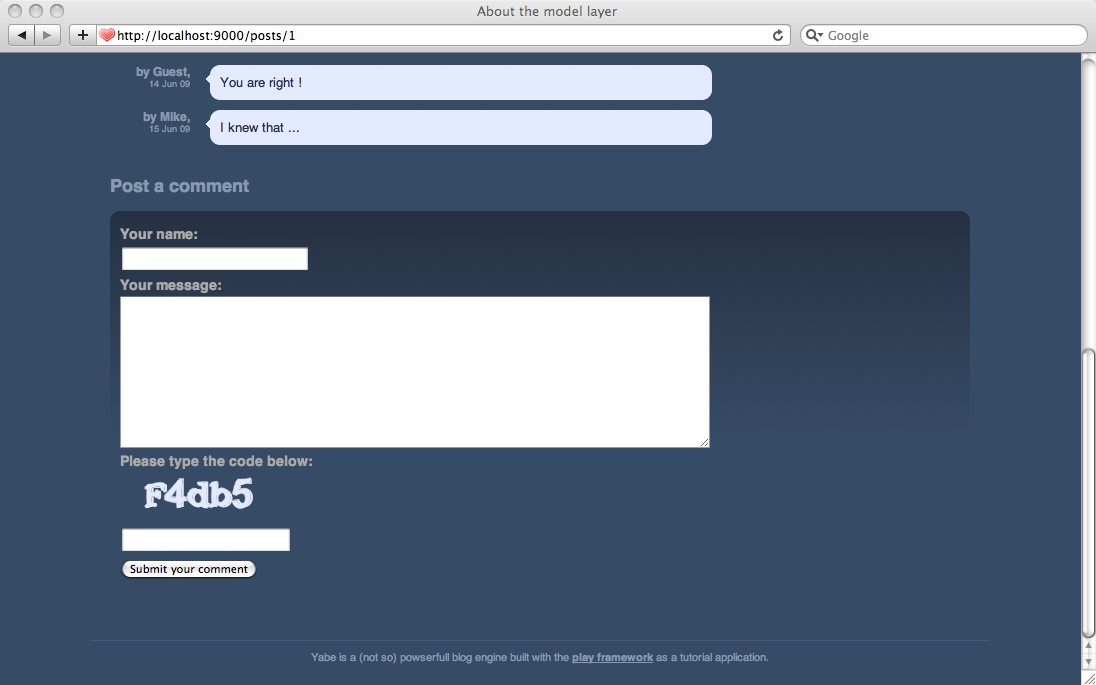 About the model layer
http://localhost:9000/posts/1
Google
by Guest,
14 Jun 09
You are right !
by Mike,
15 Jun 09
I knew that ...
Post a comment
Your name:
Your message:
Please type the code below:
F4db5
Submit your comment
Yabe is a (not so) powserfull blog engine built with the play framework as a tutorial application.